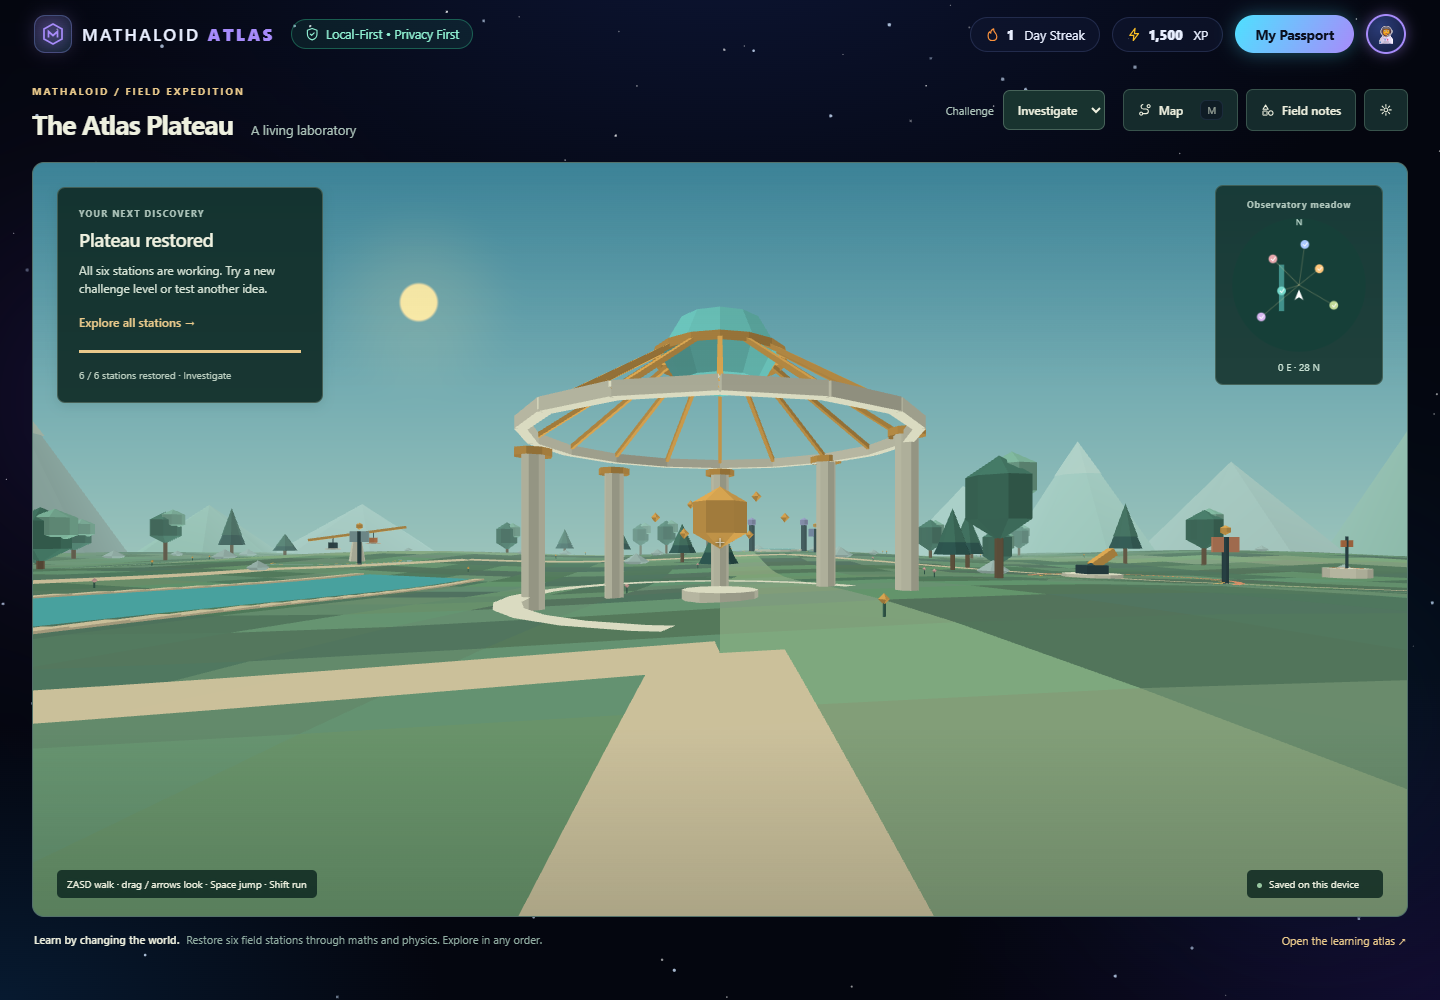 MATHALOID ATLAS
Local-First • Privacy First
1 Day Streak
1,500 XP
My Passport
MATHALOID / FIELD EXPEDITION
The Atlas Plateau
A living laboratory
Challenge
Investigate
Map M
Field notes
YOUR NEXT DISCOVERY
Plateau restored
All six stations are working. Try a new
challenge level or test another idea.
Explore all stations →
6 / 6 stations restored · Investigate
Observatory meadow
N
0 E · 28 N
ZASD walk · drag / arrows look · Space jump · Shift run
Saved on this device
Learn by changing the world. Restore six field stations through maths and physics. Explore in any order.
Open the learning atlas ↗